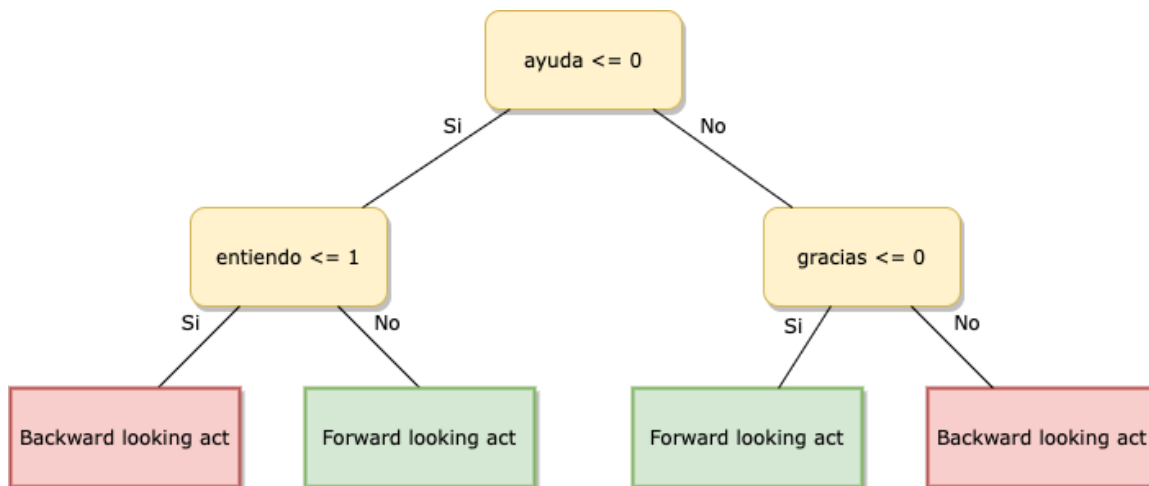 ayuda <= 0
Si
No
entiendo <= 1
gracias <= 0
Si
No
Si
No
Backward looking act
Forward looking act
Forward looking act
Backward looking act